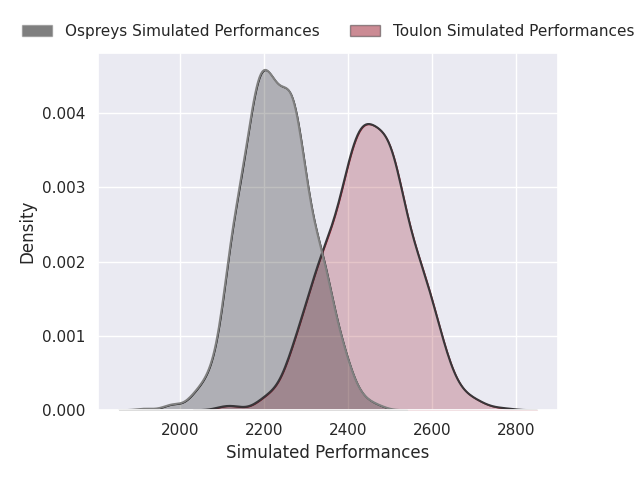 Ospreys Simulated Performances  Toulon Simulated Performances
0.004
0.003
0.002
0.001
0.000
Density
2000 2200 2400 2600 2800
Simulated Performances